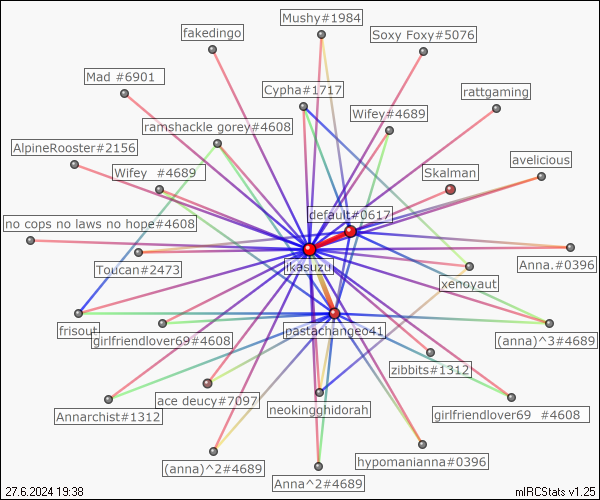 Mushy#1984
fakedingo
Soxy Foxy#5076
Mad #6901
Cypha#1717
rattgaming
Wifey#4689
ramshackle gorey#4608
AlpineRooster#2156
avelicious
Wifey #4689
Skalman
default#0617
no cops no laws no hope#4608
Toucan#2473
ikasuzu
Anna.#0396
xenoyaut
frisout
girlfriendlover69#4608
pastachangeo41
(anna)^3#4689
zibbits#1312
ace deucy#7097
Annarchist#1312
neokingghidorah
girlfriendlover69 #4608
(anna)^2#4689
hypomanianna#0396
Anna^2#4689
27.6.2024 19:38
mIRCStats v1.25